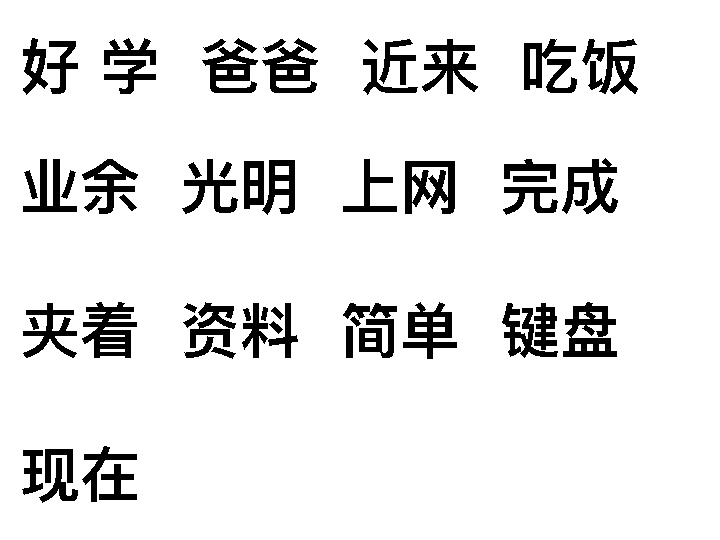 好 学 爸爸 近来 吃饭
业余 光明 上网 完成
夹着 资料 简单 键盘
现在